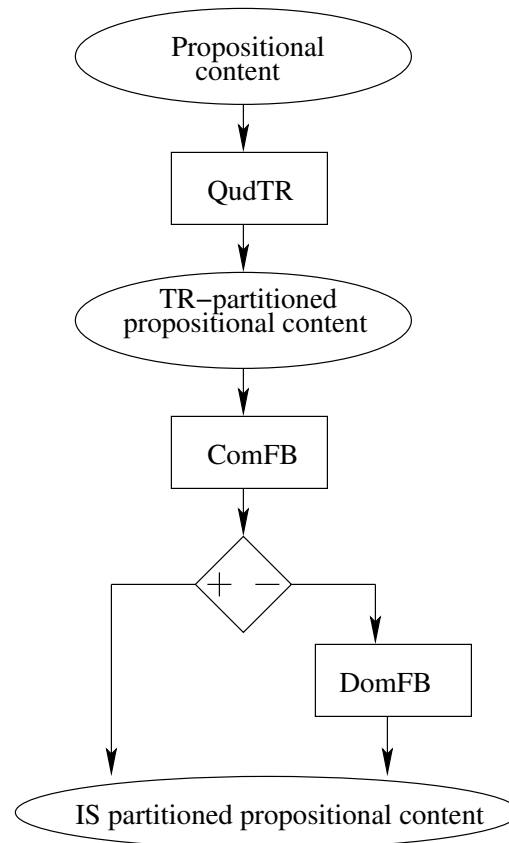 Propositional
content
QudTR
TR−partitioned
propositional content
ComFB
+ −
DomFB
IS partitioned propositional content